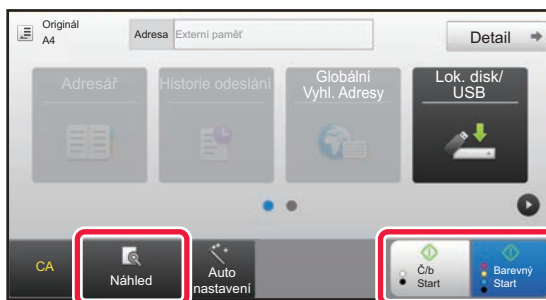 Originál
A4
Adresa
Externí paměť
Detail
Adresář
Historie odeslání
Globální
Vyhl. Adresy
Lok. disk/
USB
CA
Náhled
Auto
nastavení
Č/b
Start
Barevný
Start